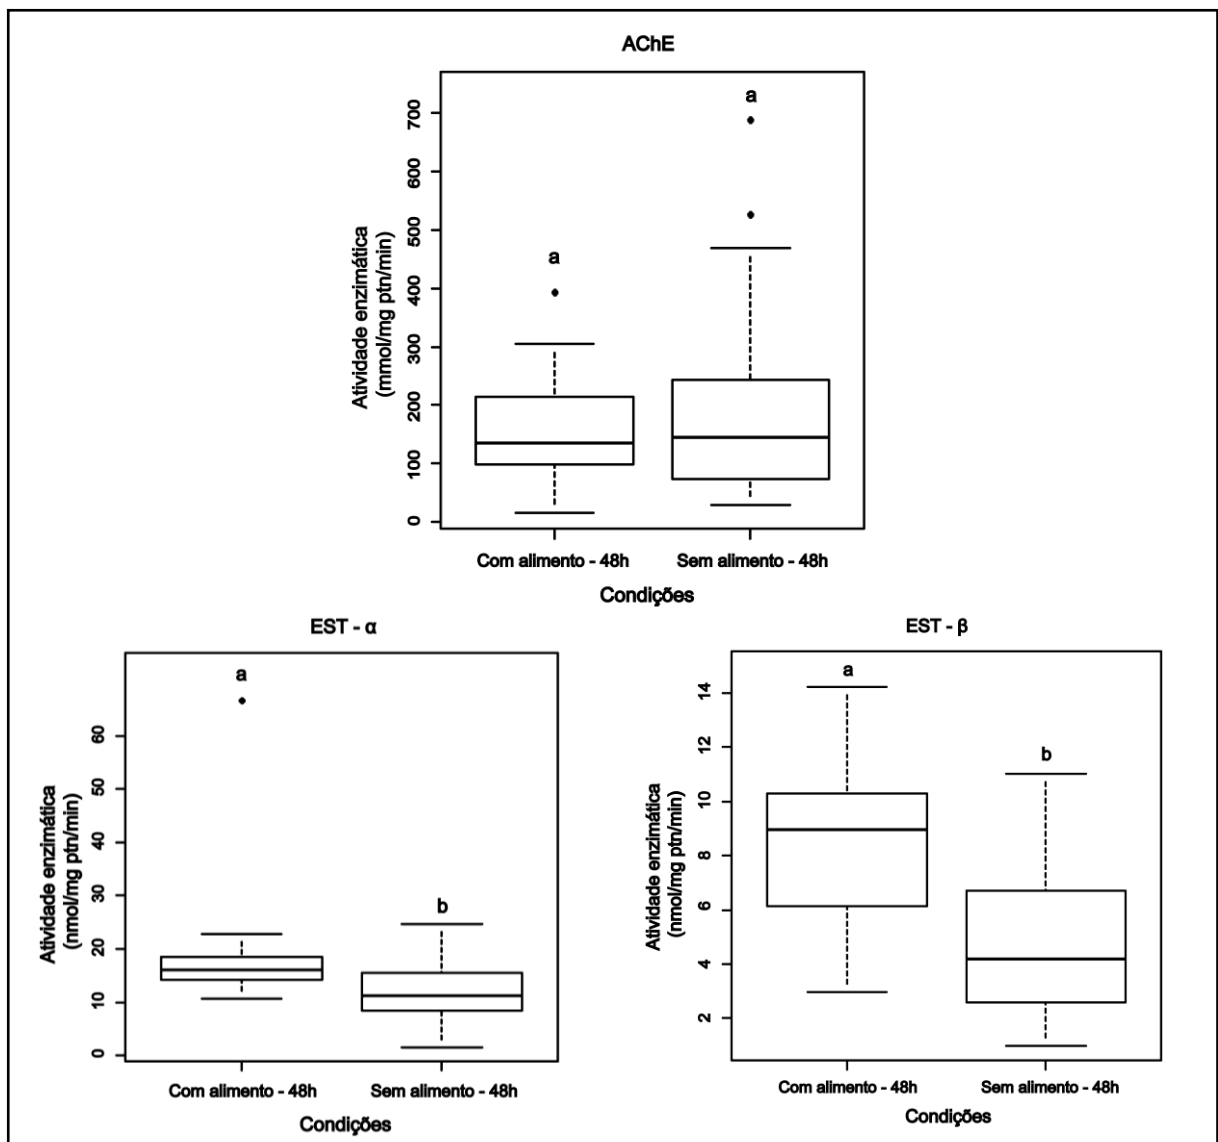 AChE
Atividade enzimática
(mmol/mg ptn/min)
700
600
500
400
300
200
100
0
a
a
Com alimento - 48h
Sem alimento - 48h
Condições
EST - α
Atividade enzimática
(nmol/mg ptn/min)
60
50
40
30
20
10
0
a
b
Com alimento - 48h
Sem alimento - 48h
Condições
EST - β
Atividade enzimática
(nmol/mg ptn/min)
14
12
10
8
6
4
2
a
b
Com alimento - 48h
Sem alimento - 48h
Condições